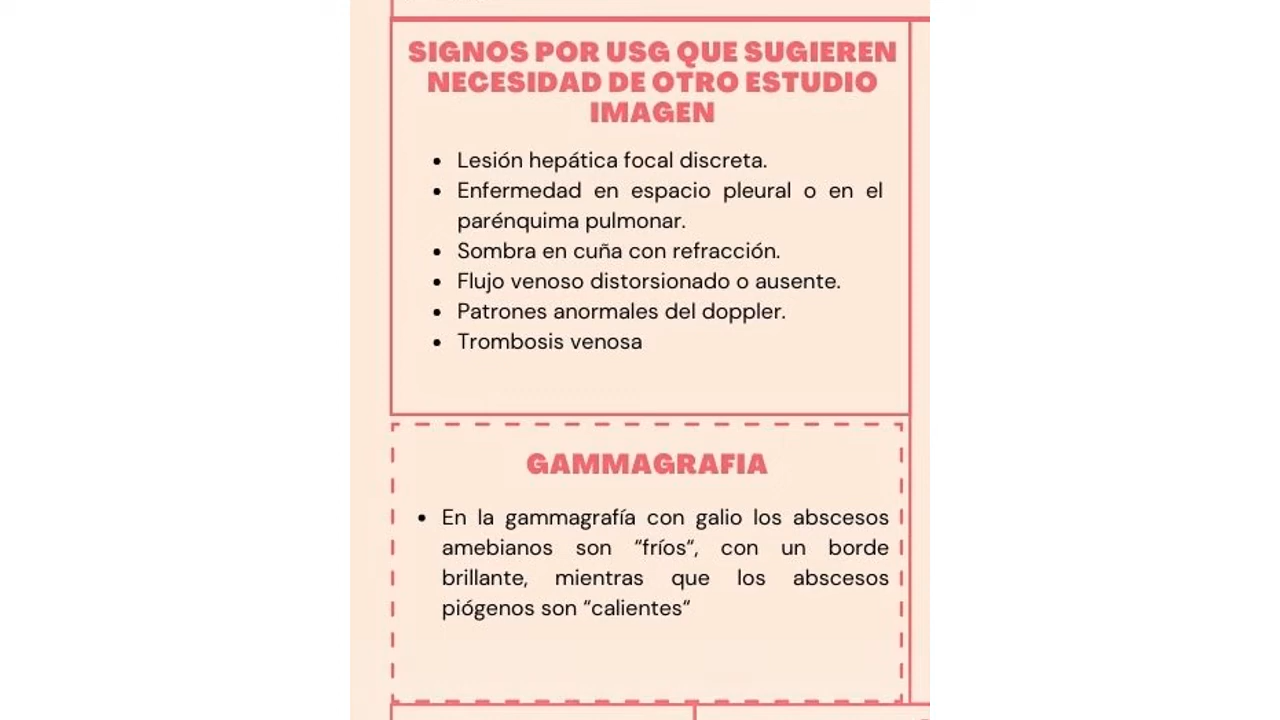 SIGNOS POR USG QUE SUGIEREN
NECESIDAD DE OTRO ESTUDIO
IMAGEN
• Lesión hepática focal discreta.
• Enfermedad en espacio pleural o en el
parénquima pulmonar.
• Sombra en cuña con refracción.
• Flujo venoso distorsionado o ausente.
• Patrones anormales del doppler.
• Trombosis venosa
GAMMAGRAFIA
• En la gammagrafía con galio los abscesos
amebianos son “fríos“, con un borde
brillante, mientras que los abscesos
piógenos son “calientes“